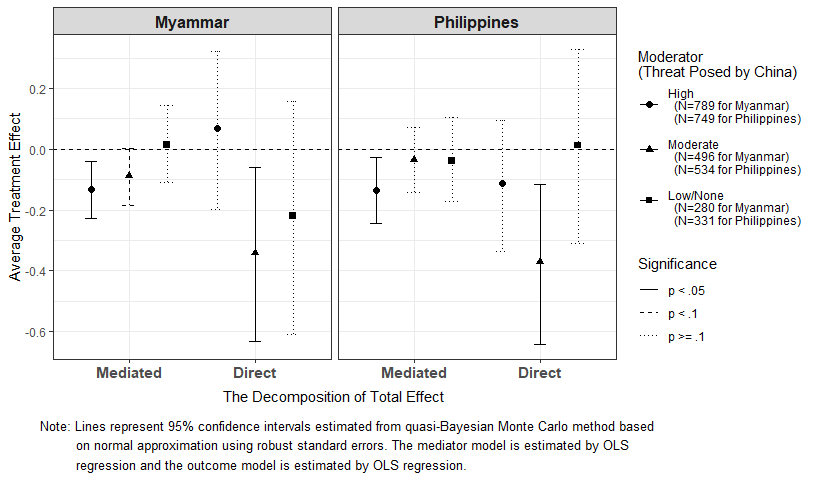 Myanmar
Philippines
Average Treatment Effect
0.2
0.0
-0.2
-0.4
-0.6
Mediated
Direct
Mediated
Direct
The Decomposition of Total Effect
Moderator
(Threat Posed by China)
High
(N=789 for Myanmar)
(N=749 for Philippines)
Moderate
(N=496 for Myanmar)
(N=534 for Philippines)
Low/None
(N=280 for Myanmar)
(N=331 for Philippines)
Significance
p < .05
p < .1
p >= .1
Note: Lines represent 95% confidence intervals estimated from quasi-Bayesian Monte Carlo method based
on normal approximation using robust standard errors. The mediator model is estimated by OLS
regression and the outcome model is estimated by OLS regression.